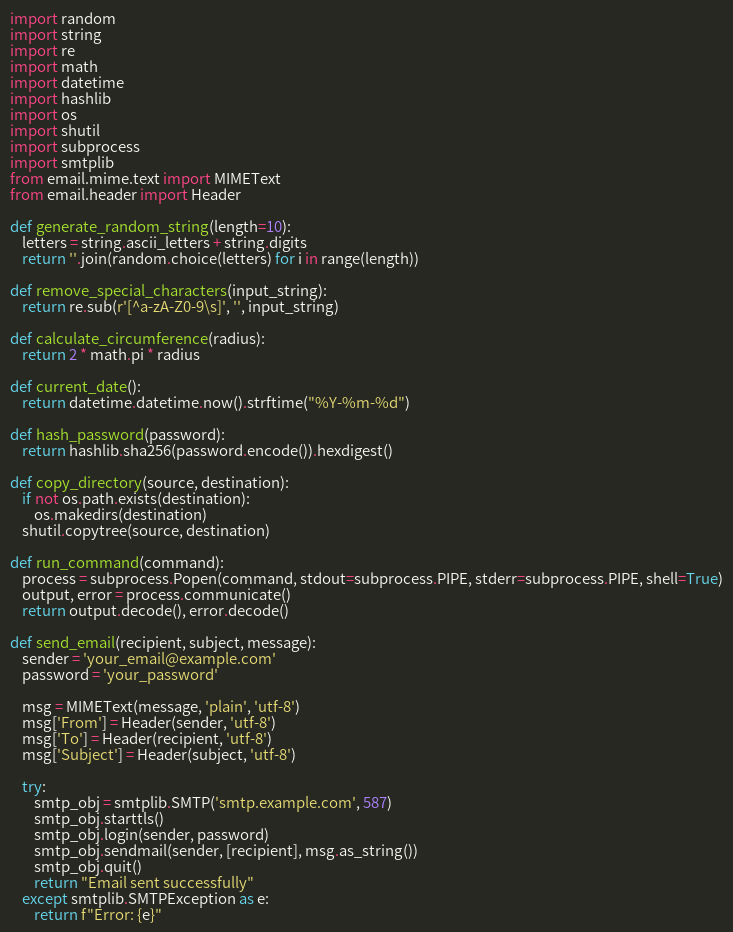 import random
import string
import re
import math
import datetime
import hashlib
import os
import shutil
import subprocess
import smtplib
from email.mime.text import MIMEText
from email.header import Header

def generate_random_string(length=10):
    letters = string.ascii_letters + string.digits
    return ''.join(random.choice(letters) for i in range(length))

def remove_special_characters(input_string):
    return re.sub(r'[^a-zA-Z0-9\s]', '', input_string)

def calculate_circumference(radius):
    return 2 * math.pi * radius

def current_date():
    return datetime.datetime.now().strftime("%Y-%m-%d")

def hash_password(password):
    return hashlib.sha256(password.encode()).hexdigest()

def copy_directory(source, destination):
    if not os.path.exists(destination):
        os.makedirs(destination)
    shutil.copytree(source, destination)

def run_command(command):
    process = subprocess.Popen(command, stdout=subprocess.PIPE, stderr=subprocess.PIPE, shell=True)
    output, error = process.communicate()
    return output.decode(), error.decode()

def send_email(recipient, subject, message):
    sender = 'your_email@example.com'
    password = 'your_password'

    msg = MIMEText(message, 'plain', 'utf-8')
    msg['From'] = Header(sender, 'utf-8')
    msg['To'] = Header(recipient, 'utf-8')
    msg['Subject'] = Header(subject, 'utf-8')

    try:
        smtp_obj = smtplib.SMTP('smtp.example.com', 587)
        smtp_obj.starttls()
        smtp_obj.login(sender, password)
        smtp_obj.sendmail(sender, [recipient], msg.as_string())
        smtp_obj.quit()
        return "Email sent successfully"
    except smtplib.SMTPException as e:
        return f"Error: {e}"